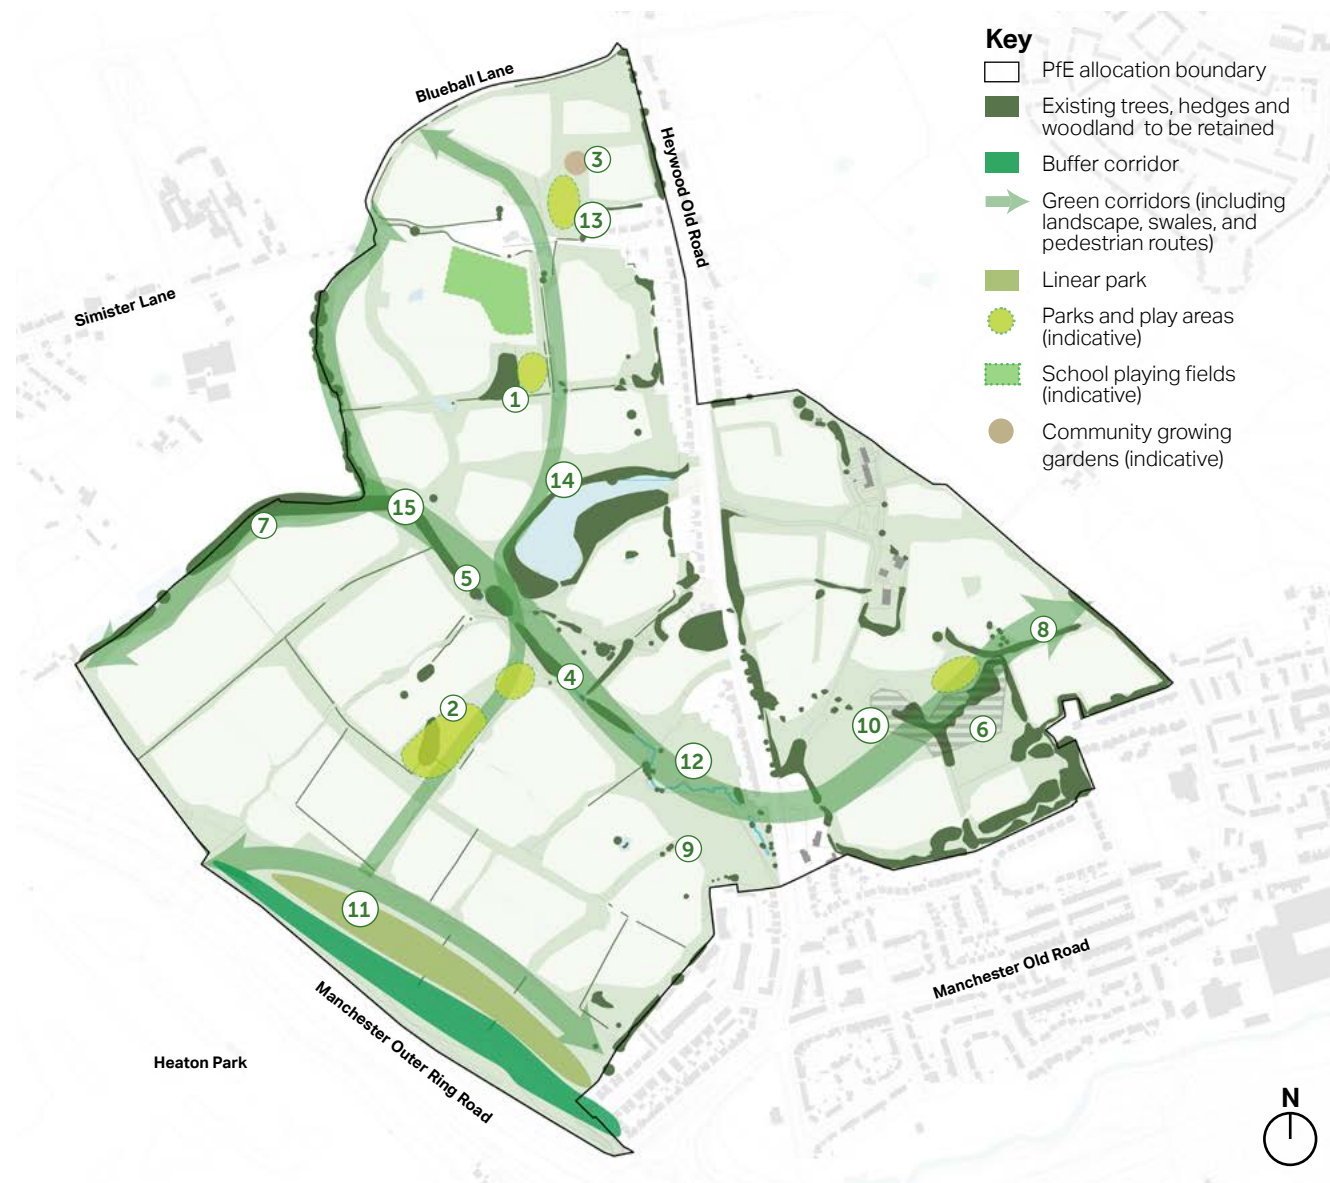 Key
PfE allocation boundary
Existing trees, hedges and
woodland to be retained
Buffer corridor
Green corridors (including
landscape, swales, and
pedestrian routes)
Linear park
Parks and play areas
(indicative)
School playing fields
(indicative)
Community growing
gardens (indicative)
Blueball Lane
Heywood Old Road
3
13
Simister Lane
1
14
15
7
5
8
4
2
10
6
12
9
11
Manchester Old Road
Manchester Outer Ring Road
Heaton Park
N